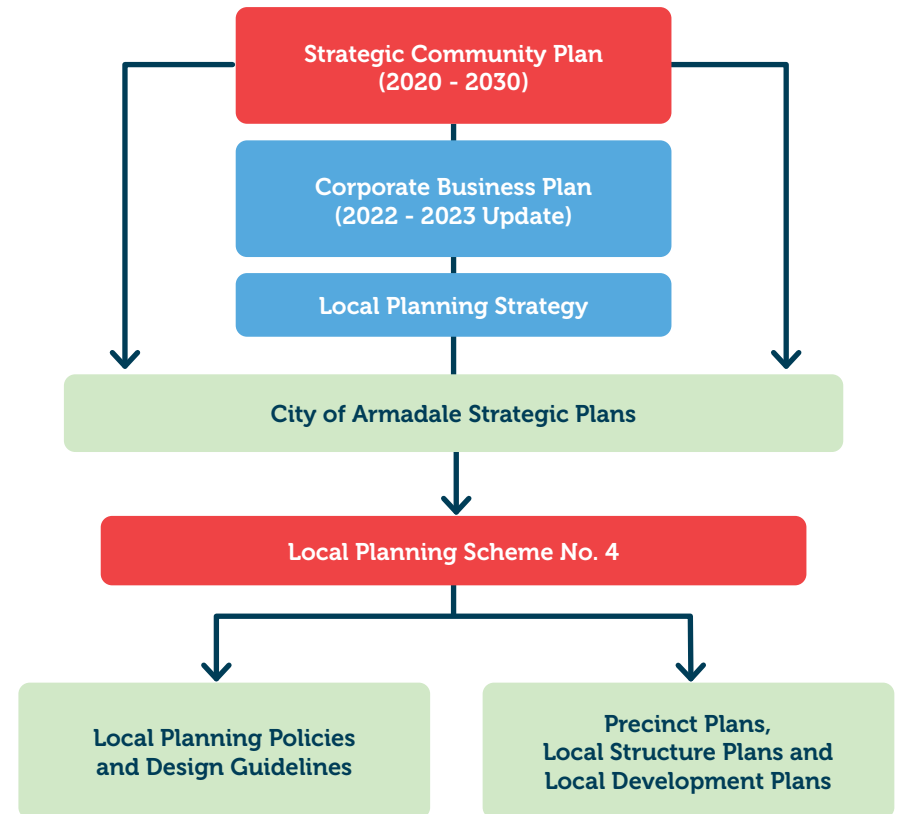 Strategic Community Plan
(2020 - 2030)
Corporate Business Plan
(2022 - 2023 Update)
Local Planning Strategy
City of Armadale Strategic Plans
Local Planning Scheme No. 4
Local Planning Policies
and Design Guidelines
Precinct Plans,
Local Structure Plans and
Local Development Plans